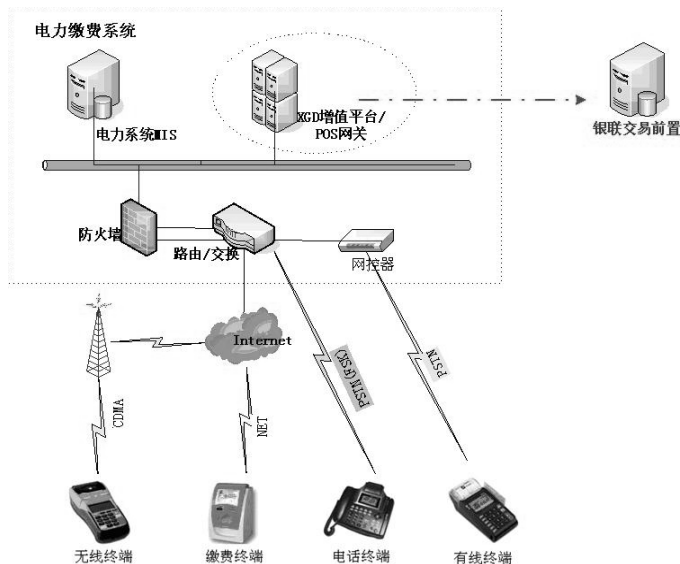 电力缴费系统
电力系统MIS
XGD增值平台/
POS网关
银联交易前置
防火墙
路由/交换
网控器
Internet
CDMA
NET
PSTN(FSK)
PSTN
无线终端
缴费终端
电话终端
有线终端